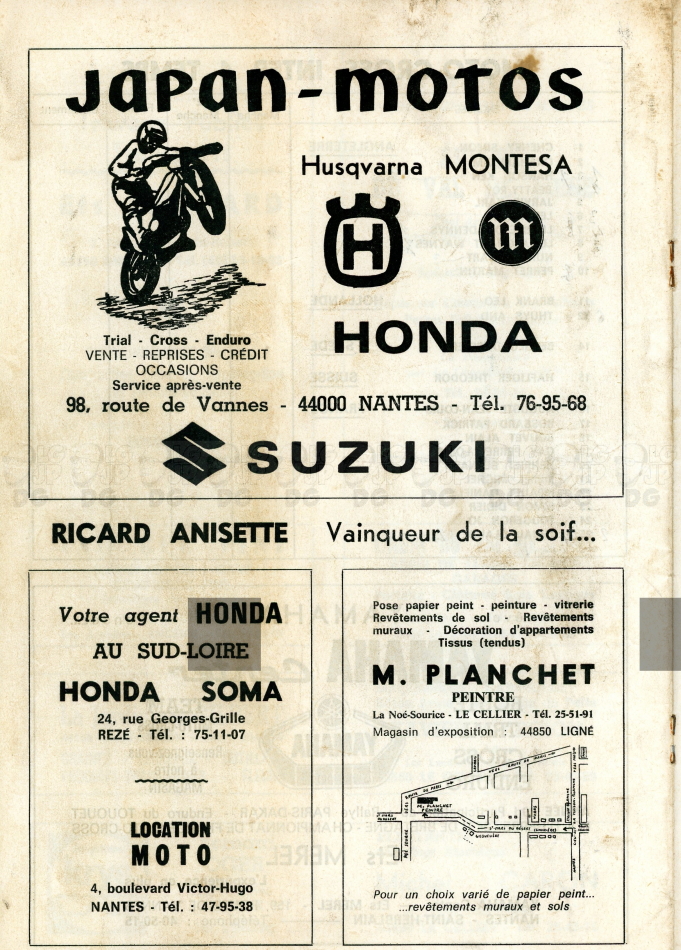 Japan-motos
Husqvarna MONTESA
H
m
HONDA
Trial - Cross - Enduro
VENTE - REPRISES - CRÉDIT
OCCASIONS
Service après-vente
98, route de Vannes - 44000 NANTES - Tél. 76-95-68
SUZUKI
RICARD ANISETTE Vainqueur de la soif...
Votre agent HONDA
AU SUD-LOIRE
HONDA SOMA
24, rue Georges-Grille
REZÉ - Tél. : 75-11-07
LOCATION
MOTO
4, boulevard Victor-Hugo
NANTES - Tél. : 47-95-38
Pose papier peint - peinture - vitrerie
Revêtements de sol - Revêtements
muraux - Décoration d'appartements
Tissus (tendus)
M. PLANCHET
PEINTRE
La Noé-Sourice - LE CELLIER - Tél. 25-51-91
Magasin d'exposition : 44850 LIGNÉ
M. PLANCHET
PEINTRE
Pour un choix varié de papier peint...
...revêtements muraux et sols